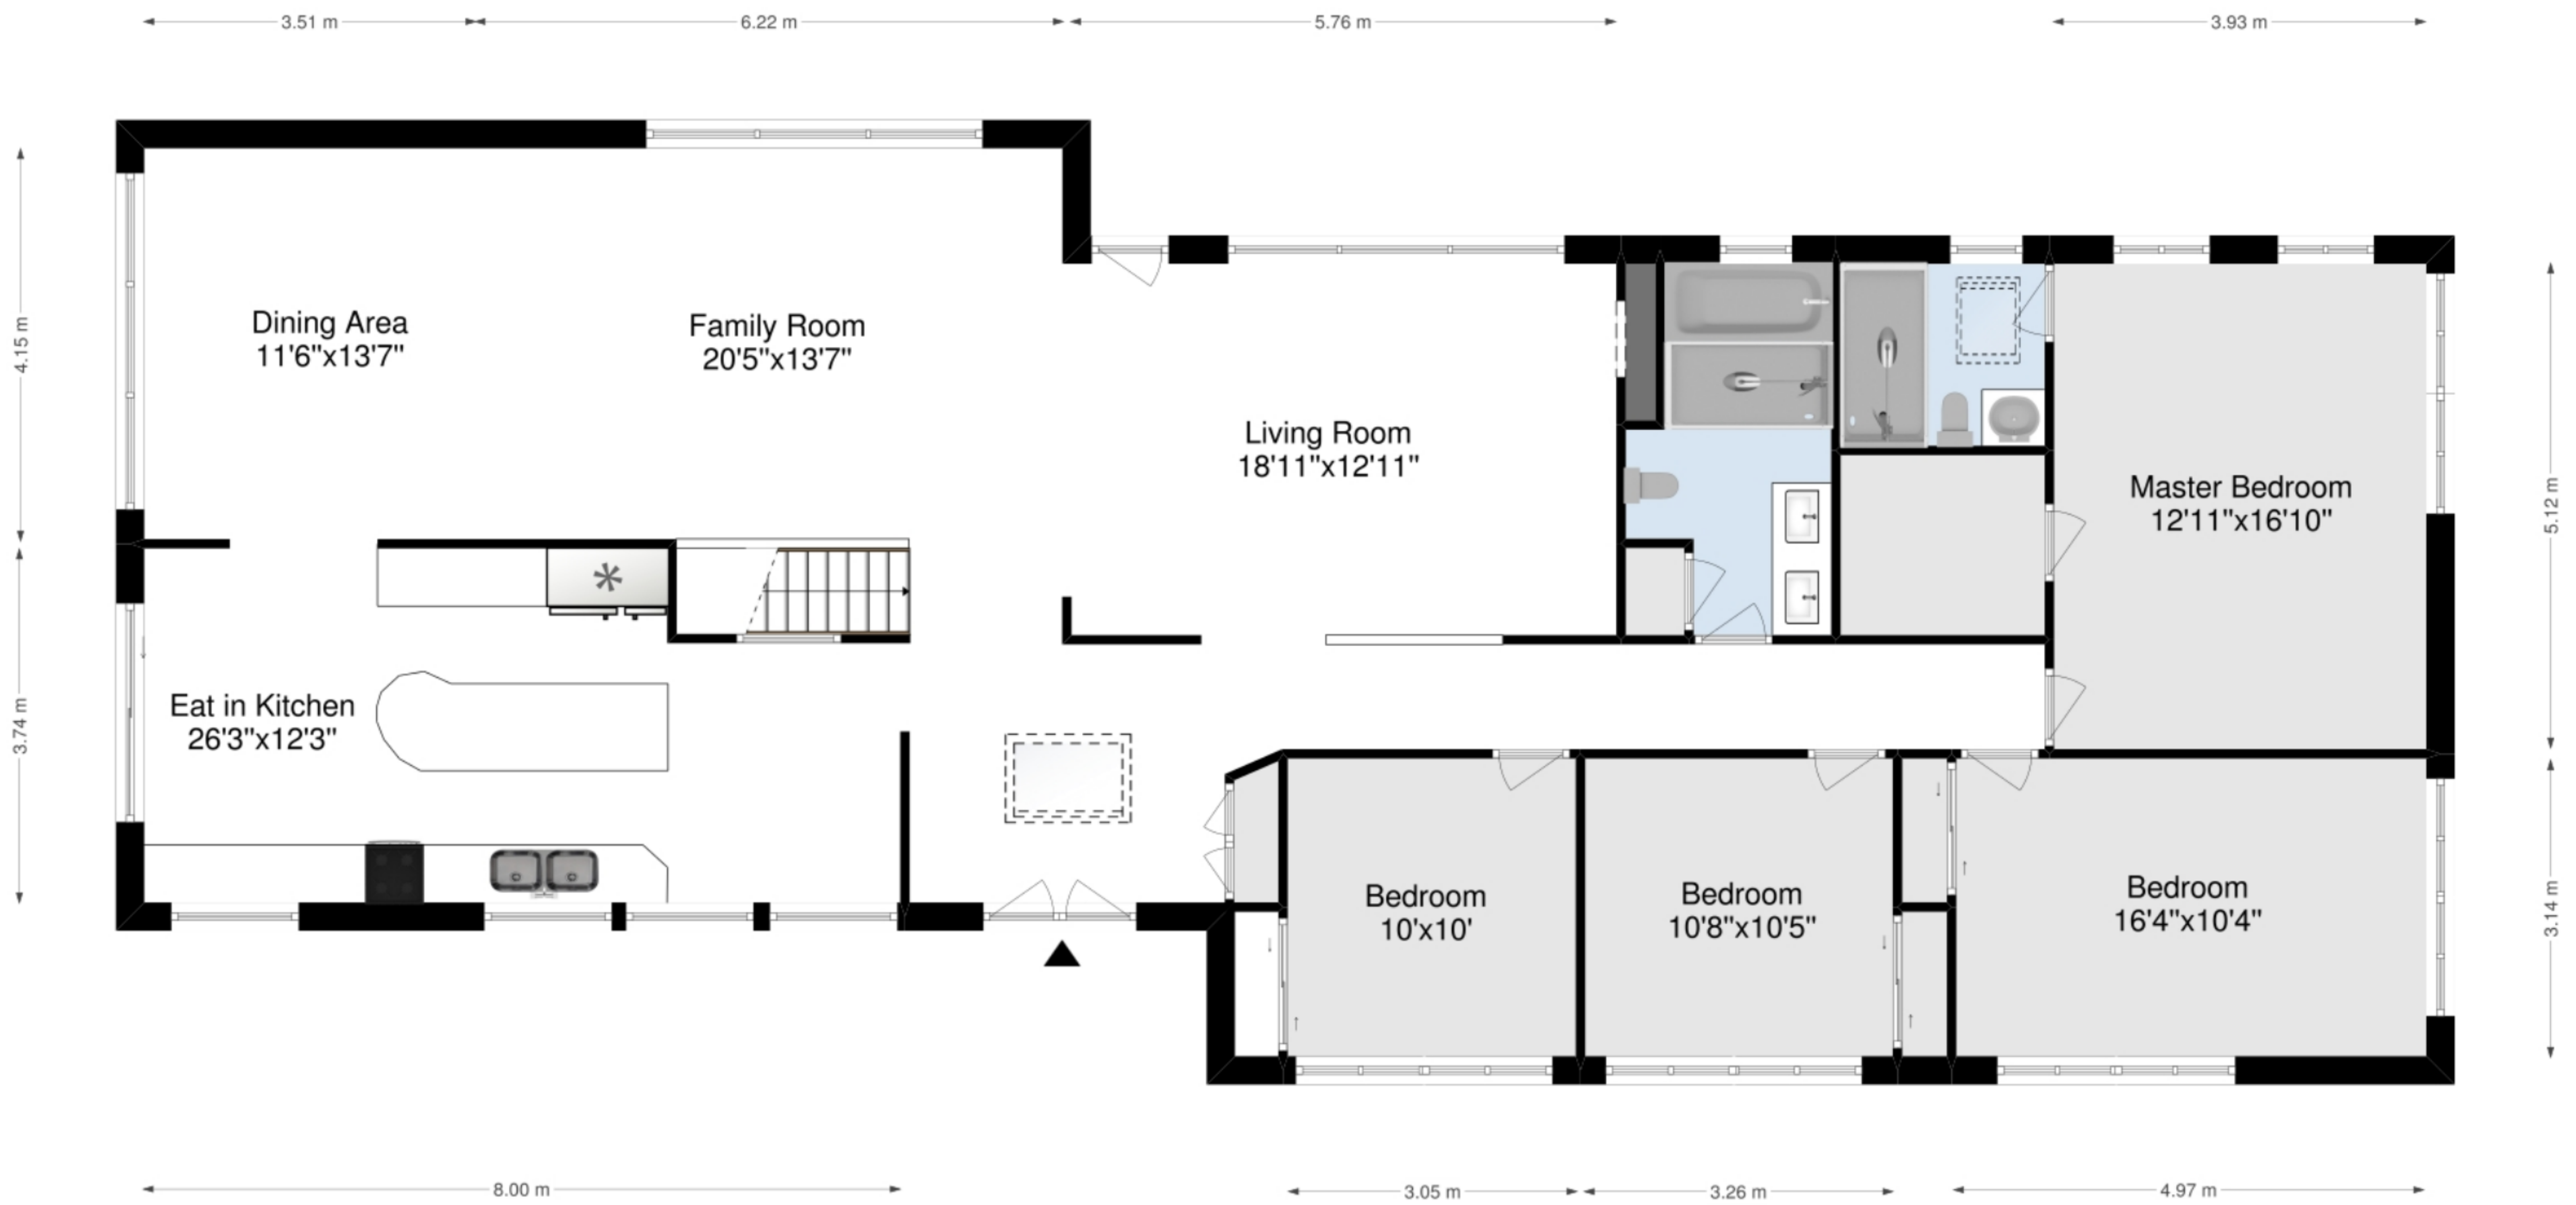 3.51 m
6.22 m
5.76 m
3.93 m
4.15 m
Dining Area
11'6"x13'7"
Family Room
20'5"x13'7"
Living Room
18'11"x12'11"
Master Bedroom
12'11"x16'10"
5.12 m
3.74 m
Eat in Kitchen
26'3"x12'3"
Bedroom
10'x10'
Bedroom
10'8"x10'5"
Bedroom
16'4"x10'4"
3.14 m
8.00 m
3.05 m
3.26 m
4.97 m